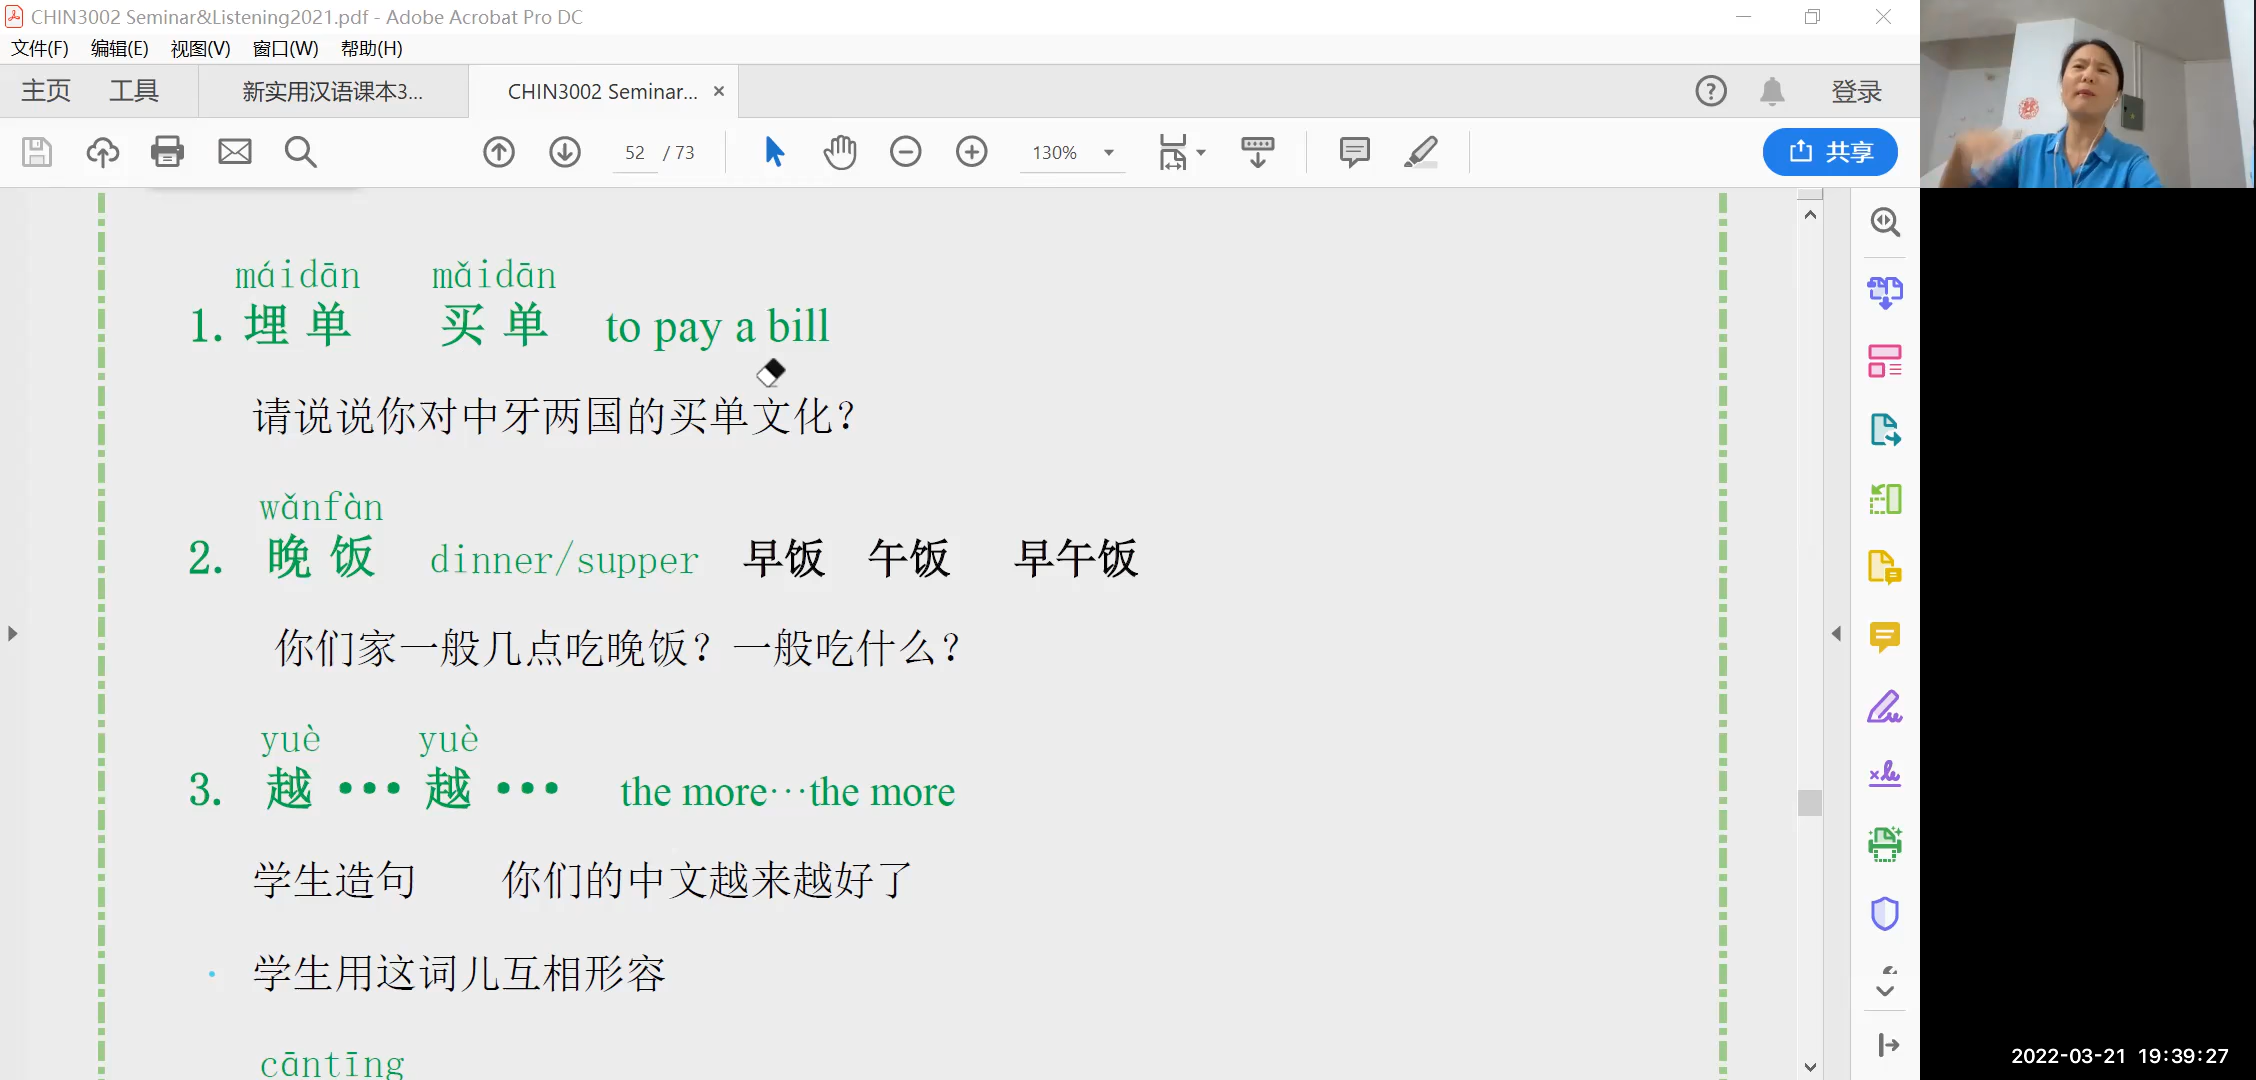 CHIN3002 Seminar&Listening2021.pdf - Adobe Acrobat Pro DC
文件(F) 编辑(E) 视图(V) 窗口(W) 帮助(H)
主页 工具 新实用汉语课本3... CHIN3002 Seminar... × 登录
52 / 73 130% 共享
máidān mǎidān
1. 埋单 买单 to pay a bill
请说说你对中牙两国的买单文化？
wǎnfàn
2. 晚饭 dinner/supper 早饭 午饭 早午饭
你们家一般几点吃晚饭？一般吃什么？
yuè yuè
3. 越··· 越··· the more···the more
学生造句 你们的中文越来越好了
学生用这词儿互相形容
cāntīng
2022-03-21 19:39:27